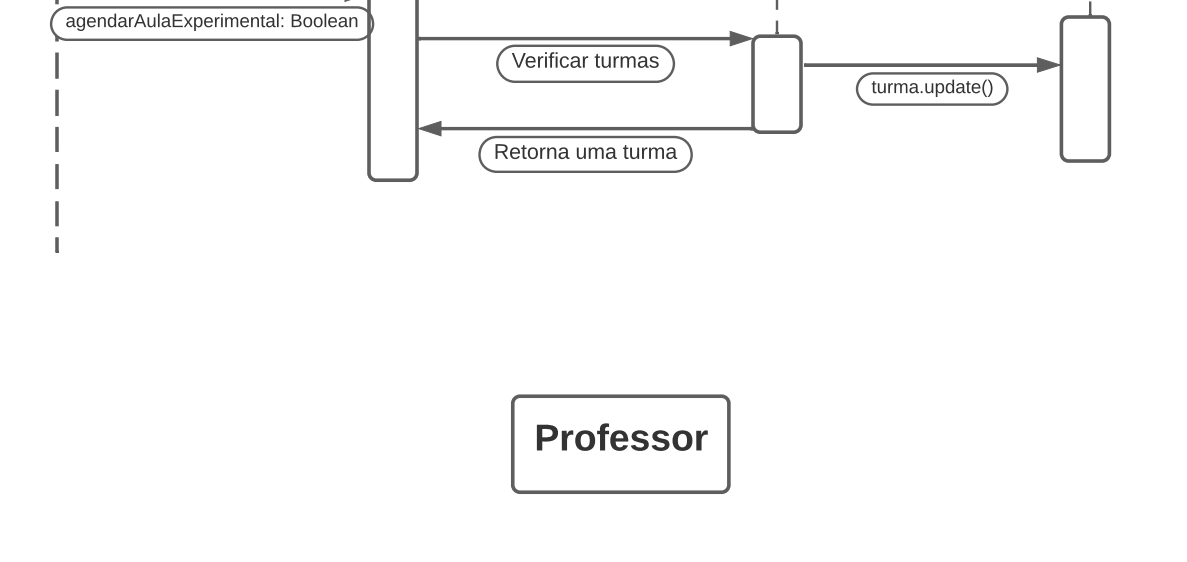 agendarAulaExperimental: Boolean
Verificar turmas
turma.update()
Retorna uma turma
Professor